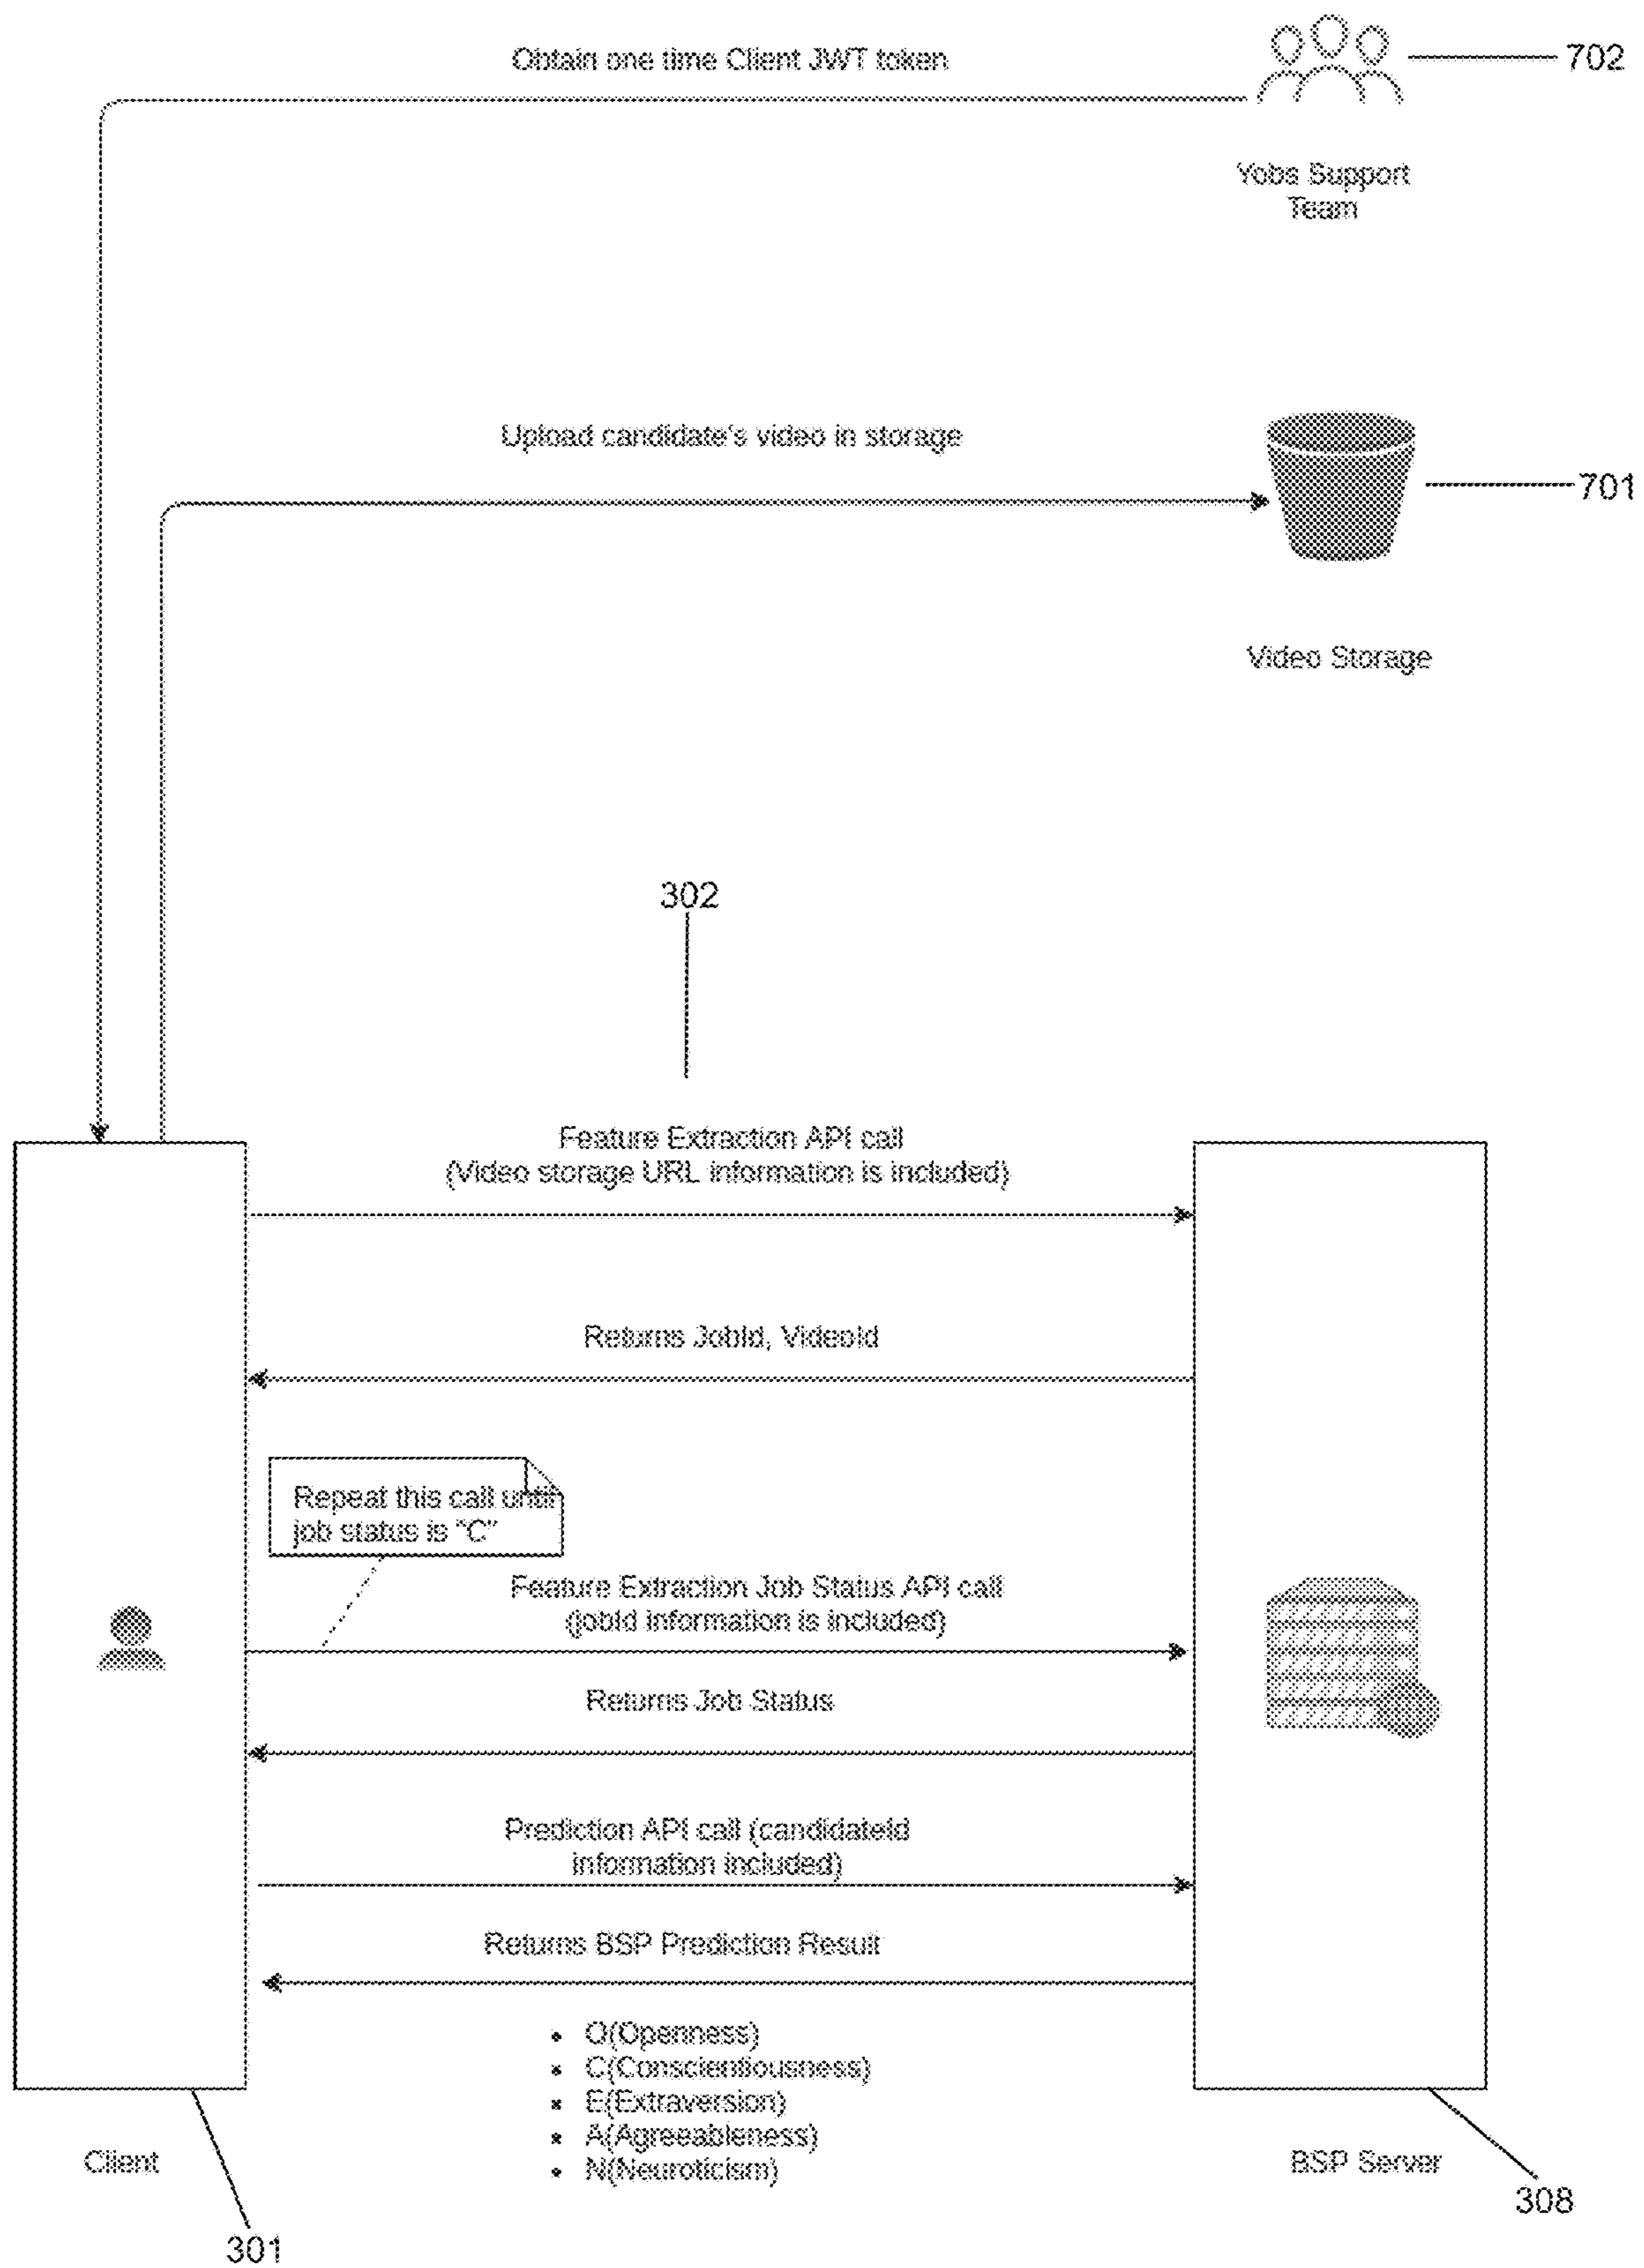 Obtain one time Client JWT token
702
Yobs Support
Team
Upload candidate's video in storage
701
Video Storage
302
Feature Extraction API call
(Video storage URL information is included)
Returns JobId, VideoId
Repeat this call until
job status is "C"
Feature Extraction Job Status API call
(jobId information is included)
Returns Job Status
Prediction API call (candidateId
information included)
Returns BSP Prediction Result
• O(Openness)
• C(Conscientiousness)
• E(Extraversion)
• A(Agreeableness)
• N(Neuroticism)
Client
BSP Server
308
301